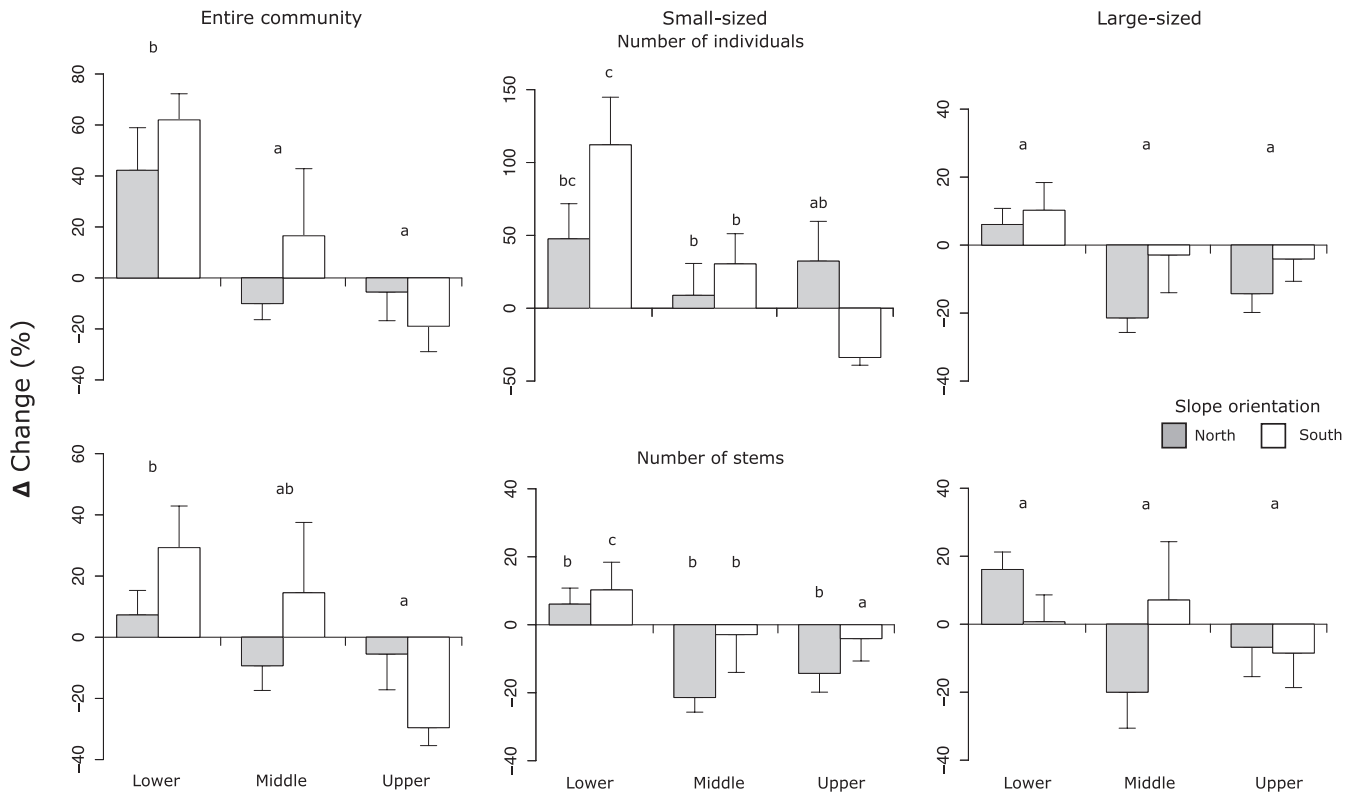 Entire community
Small-sized
Large-sized
Number of individuals
Δ Change (%)
b
a
a
80
60
40
20
0
−20
−40
bc
c
b
b
ab
150
100
50
0
−50
a
a
a
40
20
0
−20
−40
Slope orientation
North
South
Number of stems
b
ab
a
60
40
20
0
−20
−40
Lower
Middle
Upper
b
c
b
b
b
a
40
20
0
−20
−40
Lower
Middle
Upper
a
a
a
40
20
0
−20
−40
Lower
Middle
Upper